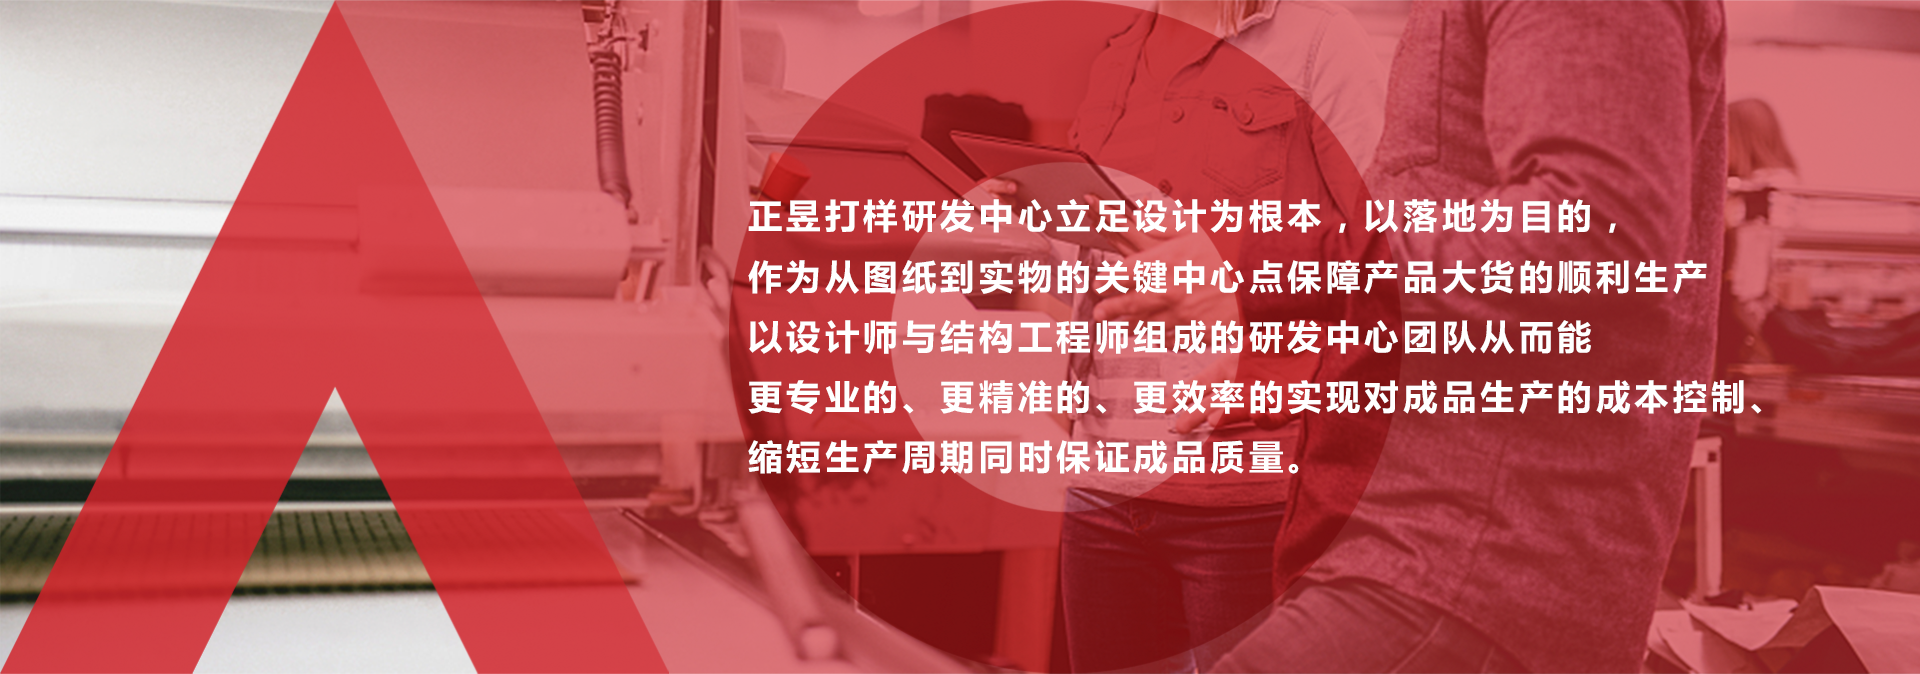 正昱打样研发中心立足设计为根本，以落地为目的，
作为从图纸到实物的关键中心点保障产品大货的顺利生产
以设计师与结构工程师组成的研发中心团队从而能
更专业的、更精准的、更效率的实现对成品生产的成本控制、
缩短生产周期同时保证成品质量。